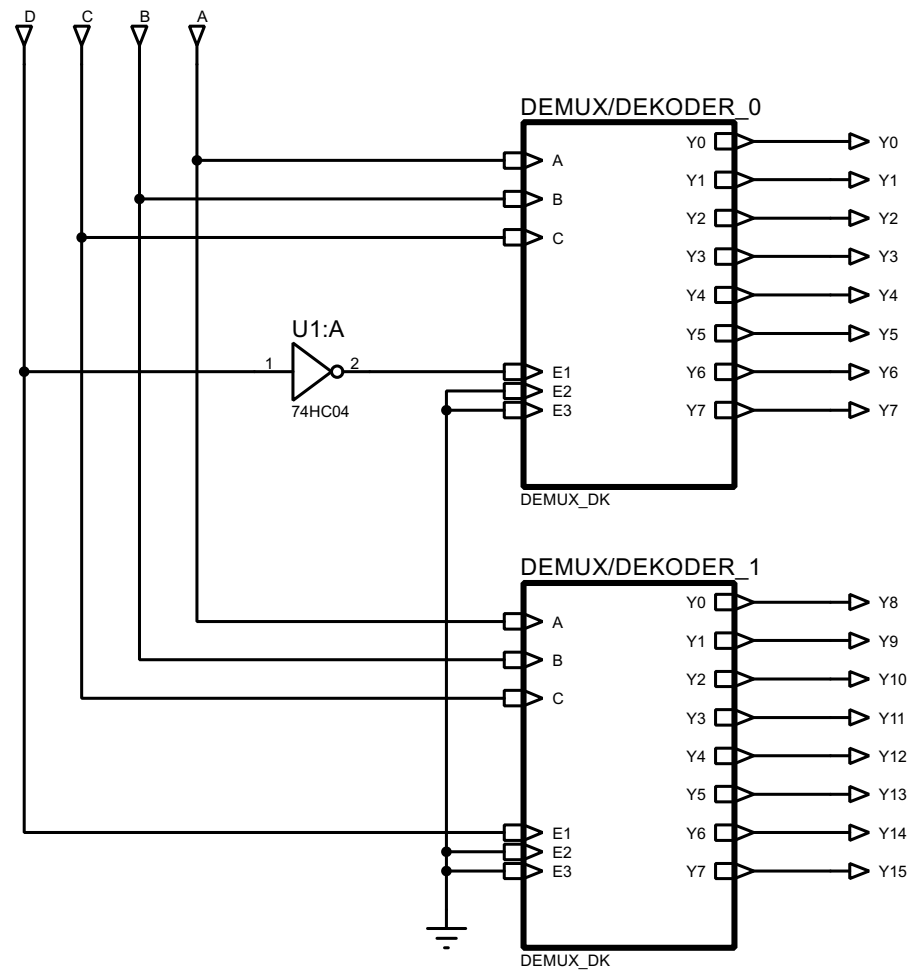 D C B A
DEMUX/DEKODER_0
A Y0 Y0
B Y1 Y1
C Y2 Y2
Y3 Y3
Y4 Y4
Y5 Y5
U1:A
1 2 E1 Y6 Y6
E2
74HC04 E3 Y7 Y7
DEMUX_DK
DEMUX/DEKODER_1
A Y0 Y8
B Y1 Y9
C Y2 Y10
Y3 Y11
Y4 Y12
Y5 Y13
E1 Y6 Y14
E2
E3 Y7 Y15
DEMUX_DK